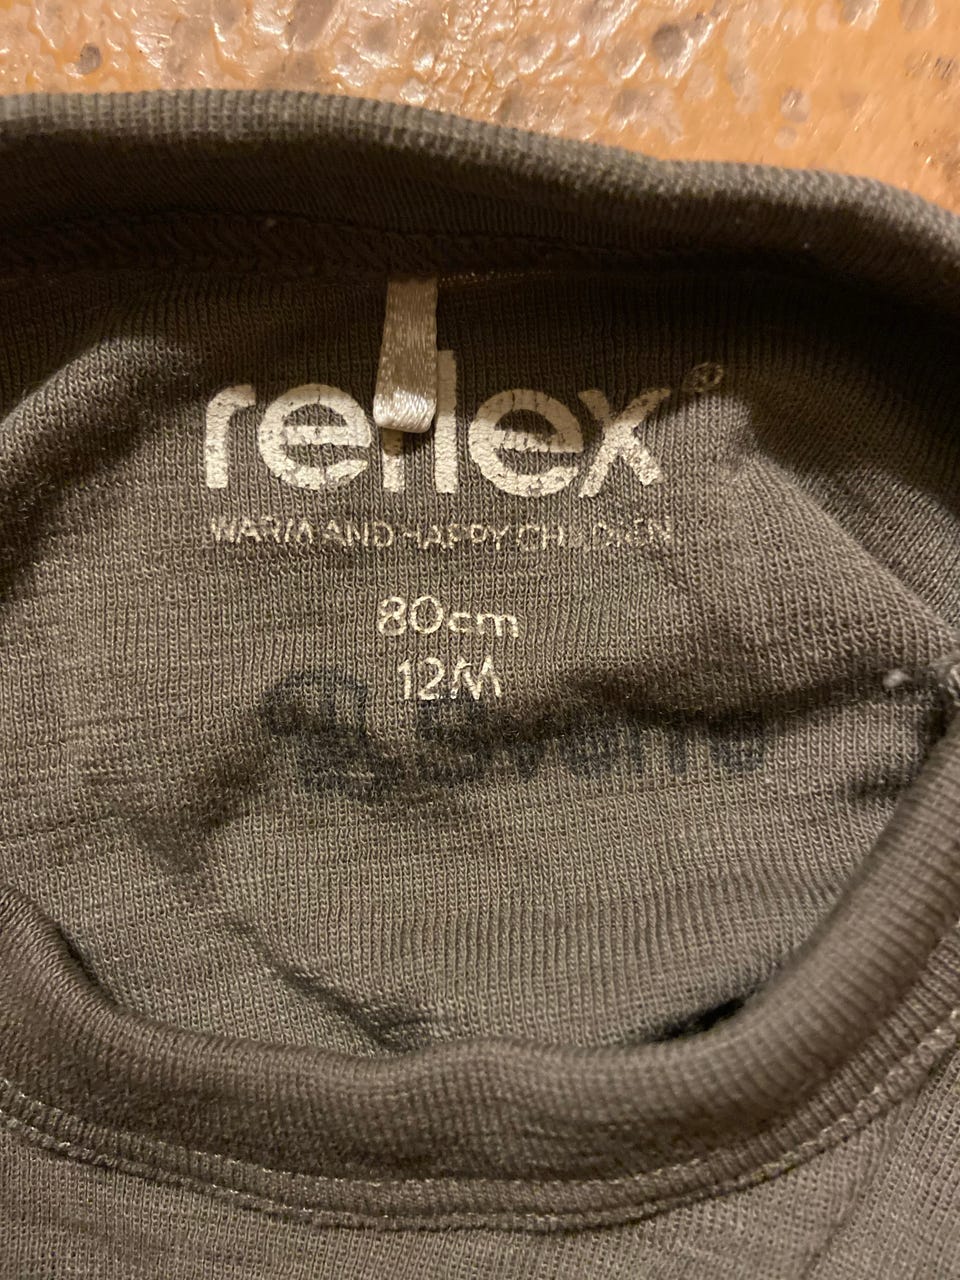 reflex®
WARM AND HAPPY CHILDREN
80cm
12M